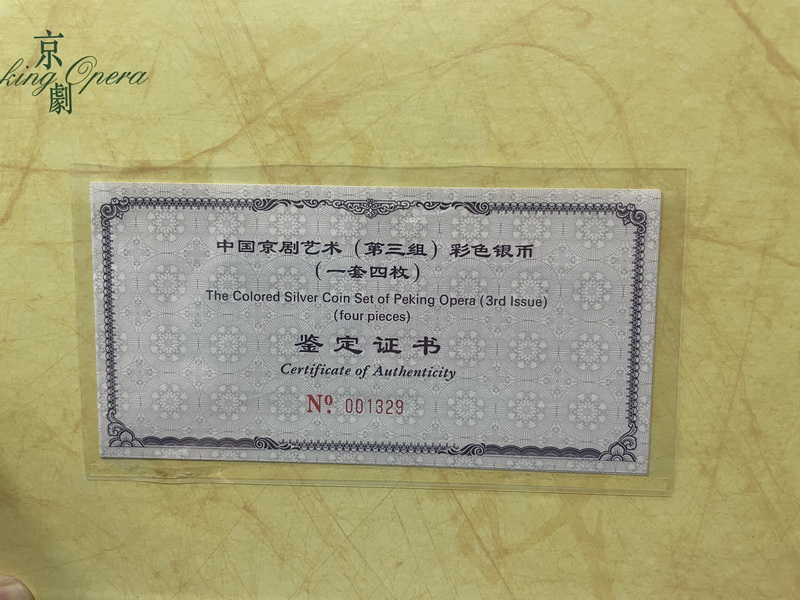 京
king Opera
劇
中国京剧艺术（第三组）彩色银币
（一套四枚）
The Colored Silver Coin Set of Peking Opera (3rd Issue)
(four pieces)
鉴定证书
Certificate of Authenticity
Nº 001329